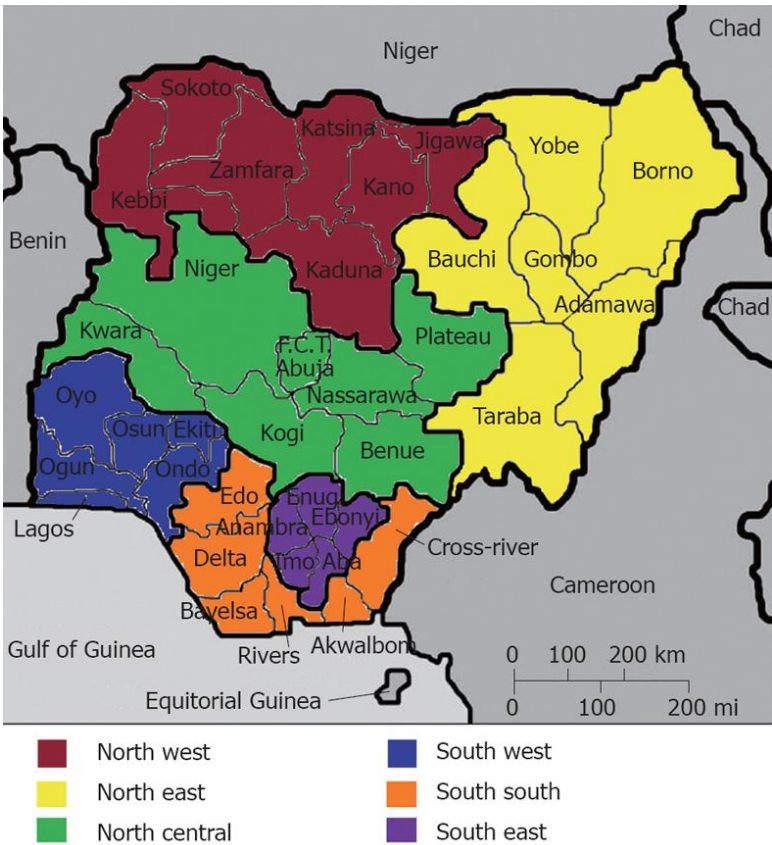 Chad
Niger
Sokoto
Katsina
Jigawa
Yobe
Zamfara
Kano
Borno
Kebbi
Benin
Bauchi
Gombo
Niger
Kaduna
Adamawa
Chad
Kwara
Plateau
F.C.T.
Abuja
Nassarawa
Oyo
Taraba
Osun
Ekiti
Kogi
Benue
Ogun
Ondo
Edo
Enug
Ebonyi
Lagos
Anambra
Cross-river
Delta
Imo
Aba
Cameroon
Bayelsa
Gulf of Guinea
Rivers
Akwalbom
0 100 200 km
0 100 200 mi
Equitorial Guinea
North west
South west
North east
South south
North central
South east